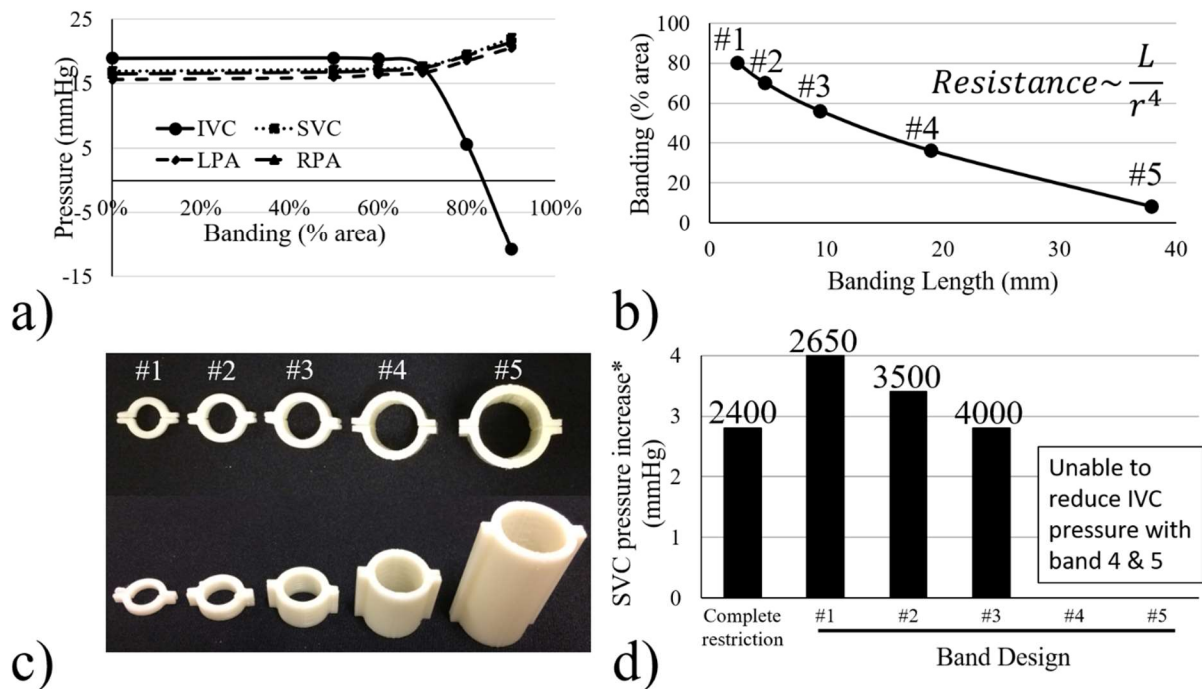 25
15
5
-5
-15
Pressure (mmHg)
IVC SVC
LPA RPA
0% 20% 40% 60% 80% 100%
Banding (% area)
a)
100
80
60
40
20
0
Banding (% area)
#1
#2
#3
#4
#5
Resistance~ L/r⁴
0 10 20 30 40
Banding Length (mm)
b)
#1 #2 #3 #4 #5
c)
SVC pressure increase*
(mmHg)
4
3
2
1
0
2400
2650
3500
4000
Unable to
reduce IVC
pressure with
band 4 & 5
Complete
restriction
#1 #2 #3 #4 #5
Band Design
d)